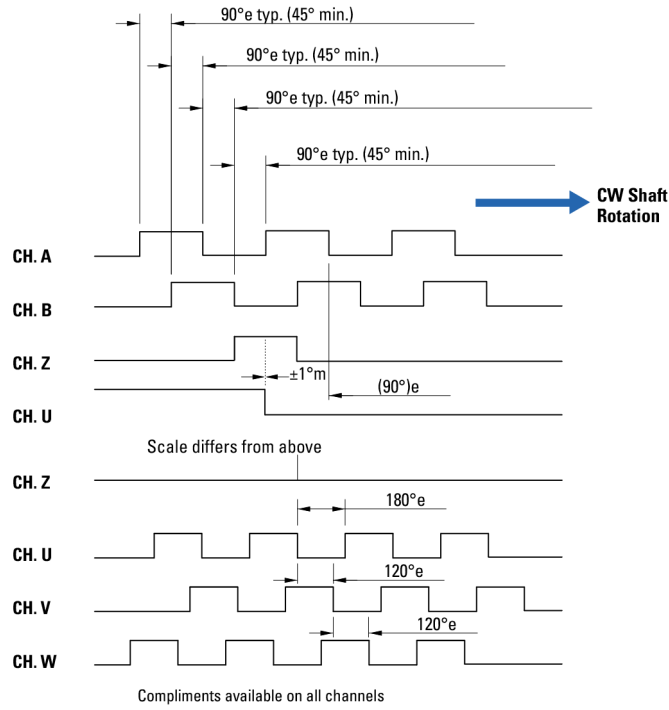 90°e typ. (45° min.)
90°e typ. (45° min.)
90°e typ. (45° min.)
90°e typ. (45° min.)
CW Shaft
Rotation
CH. A
CH. B
CH. Z
±1°m
(90°)e
CH. U
Scale differs from above
CH. Z
180°e
CH. U
120°e
CH. V
120°e
CH. W
Compliments available on all channels